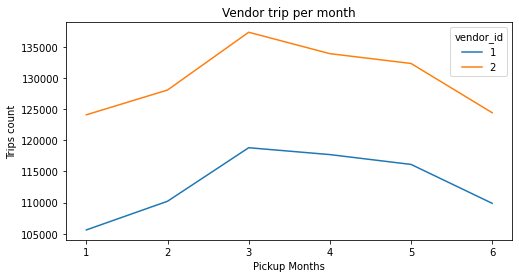 Vendor trip per month
vendor_id
1
2
Trips count
135000
130000
125000
120000
115000
110000
105000
1 2 3 4 5 6
Pickup Months